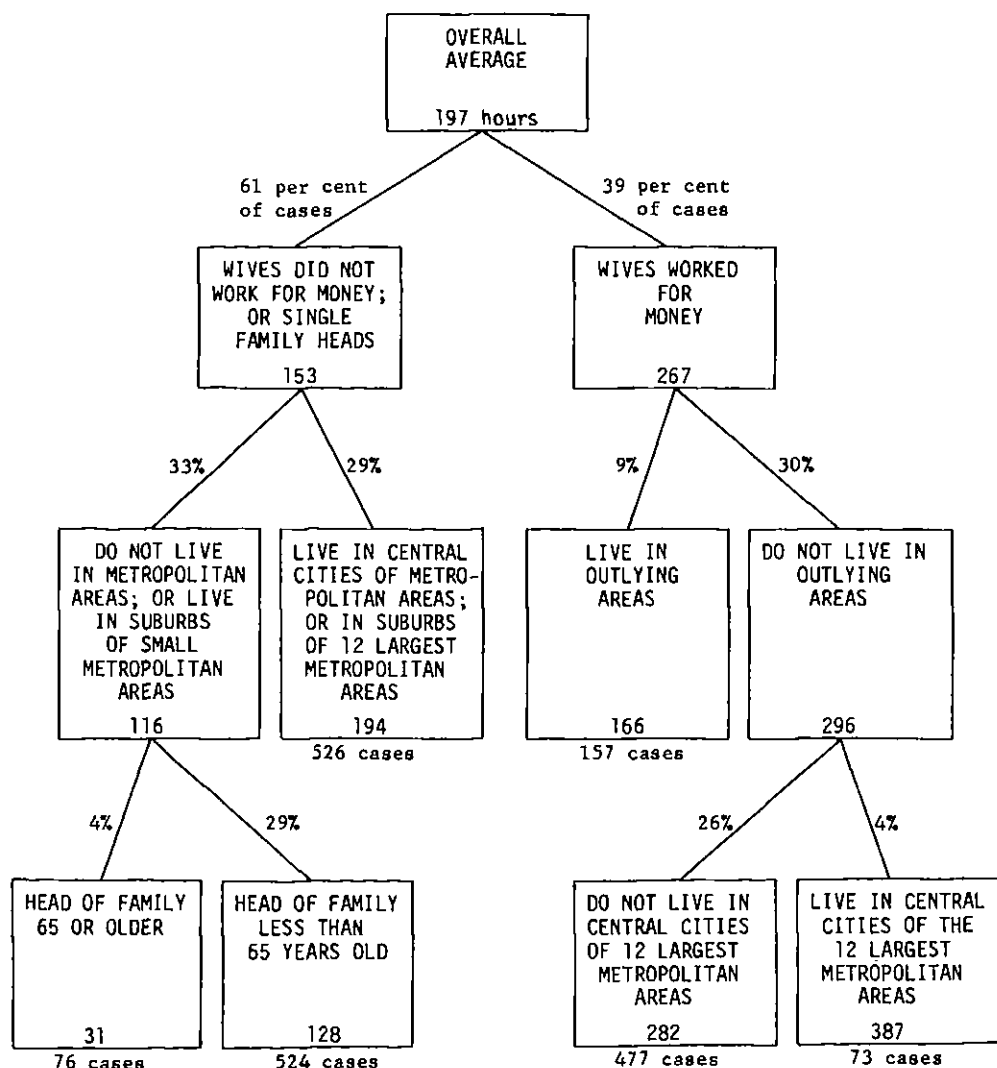 OVERALL
AVERAGE
197 hours
61 per cent
of cases
39 per cent
of cases
WIVES DID NOT
WORK FOR MONEY;
OR SINGLE
FAMILY HEADS
153
WIVES WORKED
FOR
MONEY
267
33%
29%
9%
30%
DO NOT LIVE
IN METROPOLITAN
AREAS; OR LIVE
IN SUBURBS
OF SMALL
METROPOLITAN
AREAS
116
LIVE IN CENTRAL
CITIES OF METRO-
POLITAN AREAS;
OR IN SUBURBS
OF 12 LARGEST
METROPOLITAN
AREAS
194
526 cases
LIVE IN
OUTLYING
AREAS
166
157 cases
DO NOT LIVE IN
OUTLYING
AREAS
296
4%
29%
26%
4%
HEAD OF FAMILY
65 OR OLDER
31
76 cases
HEAD OF FAMILY
LESS THAN
65 YEARS OLD
128
524 cases
DO NOT LIVE IN
CENTRAL CITIES
OF 12 LARGEST
METROPOLITAN
AREAS
282
477 cases
LIVE IN CENTRAL
CITIES OF THE
12 LARGEST
METROPOLITAN
AREAS
387
73 cases